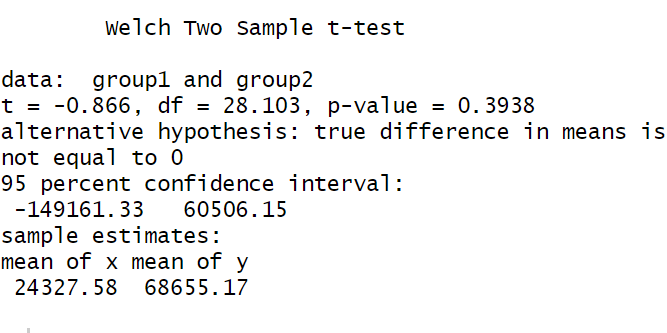 Welch Two Sample t-test
data:  group1 and group2
t = -0.866, df = 28.103, p-value = 0.3938
alternative hypothesis: true difference in means is
not equal to 0
95 percent confidence interval:
 -149161.33   60506.15
sample estimates:
mean of x mean of y
 24327.58  68655.17